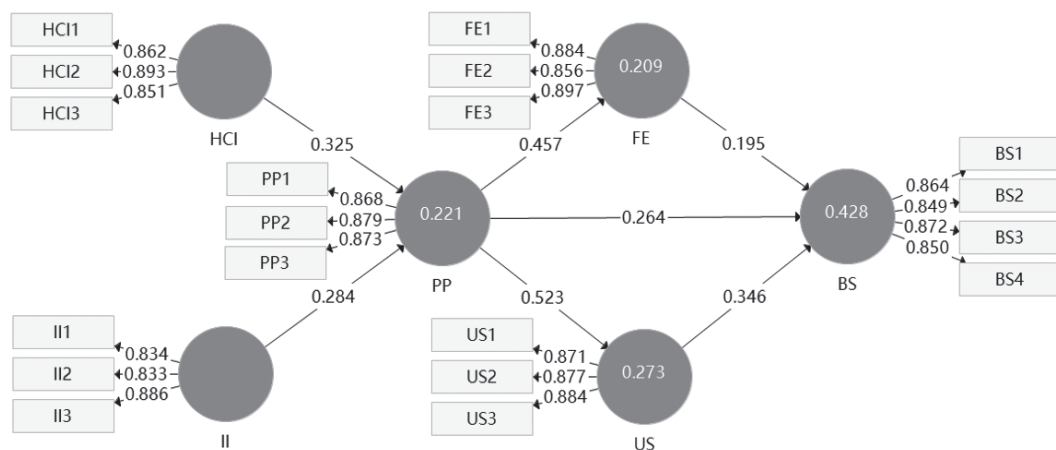 HCI1
HCI2
HCI3
0.862
0.893
0.851
HCI
FE1
FE2
FE3
0.884
0.856
0.897
0.209
FE
0.325
0.457
0.195
PP1
PP2
PP3
0.868
0.879
0.873
0.221
PP
0.264
0.428
BS
0.864
0.849
0.872
0.850
BS1
BS2
BS3
BS4
0.284
0.523
0.346
II1
II2
II3
0.834
0.833
0.886
II
US1
US2
US3
0.871
0.877
0.884
0.273
US